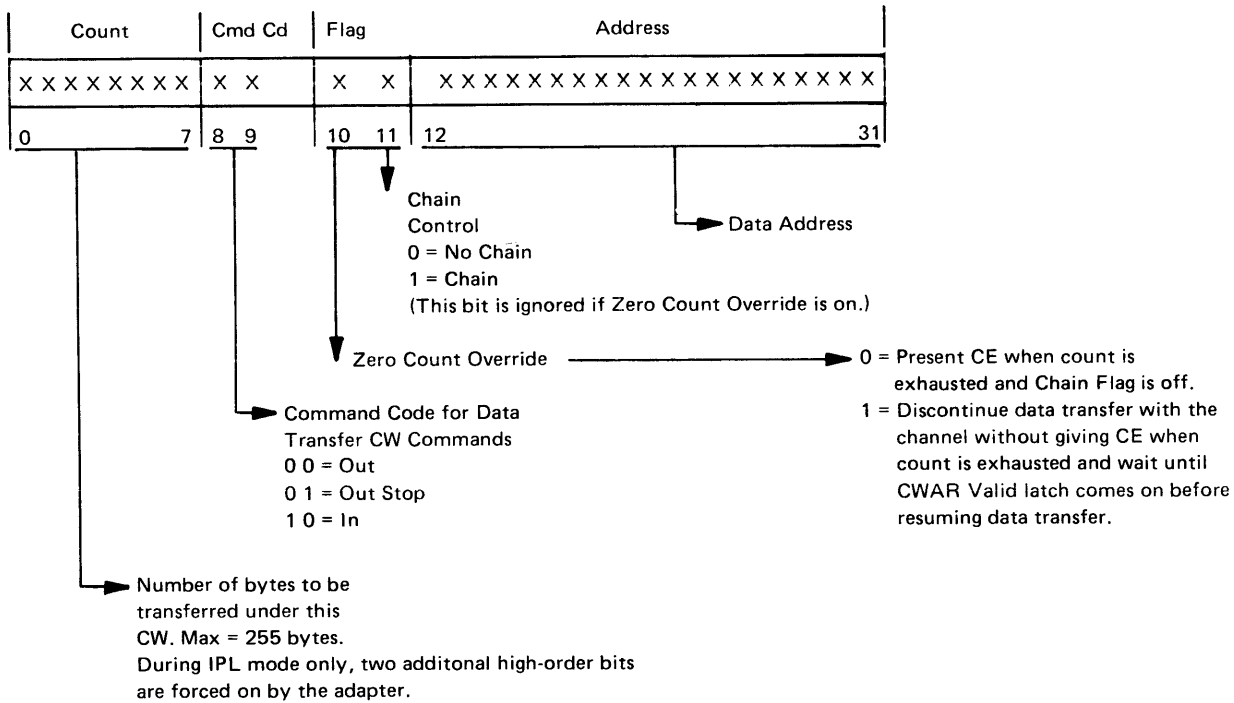 Count Cmd Cd Flag Address
X X X X X X X X X X X X X X X X X X X X X X X X X X X X X X X X
0 7 8 9 10 11 12 31
Chain
Control
0 = No Chain
1 = Chain
(This bit is ignored if Zero Count Override is on.)
Data Address
Zero Count Override
0 = Present CE when count is
exhausted and Chain Flag is off.
1 = Discontinue data transfer with the
channel without giving CE when
count is exhausted and wait until
CWAR Valid latch comes on before
resuming data transfer.
Command Code for Data
Transfer CW Commands
0 0 = Out
0 1 = Out Stop
1 0 = In
Number of bytes to be
transferred under this
CW. Max = 255 bytes.
During IPL mode only, two additonal high-order bits
are forced on by the adapter.